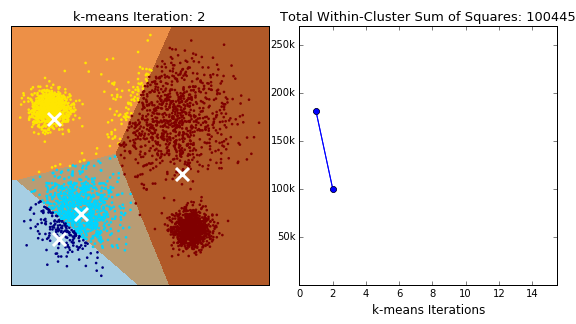 k-means Iteration: 2
Total Within-Cluster Sum of Squares: 100445
250k
200k
150k
100k
50k
0 2 4 6 8 10 12 14
k-means Iterations